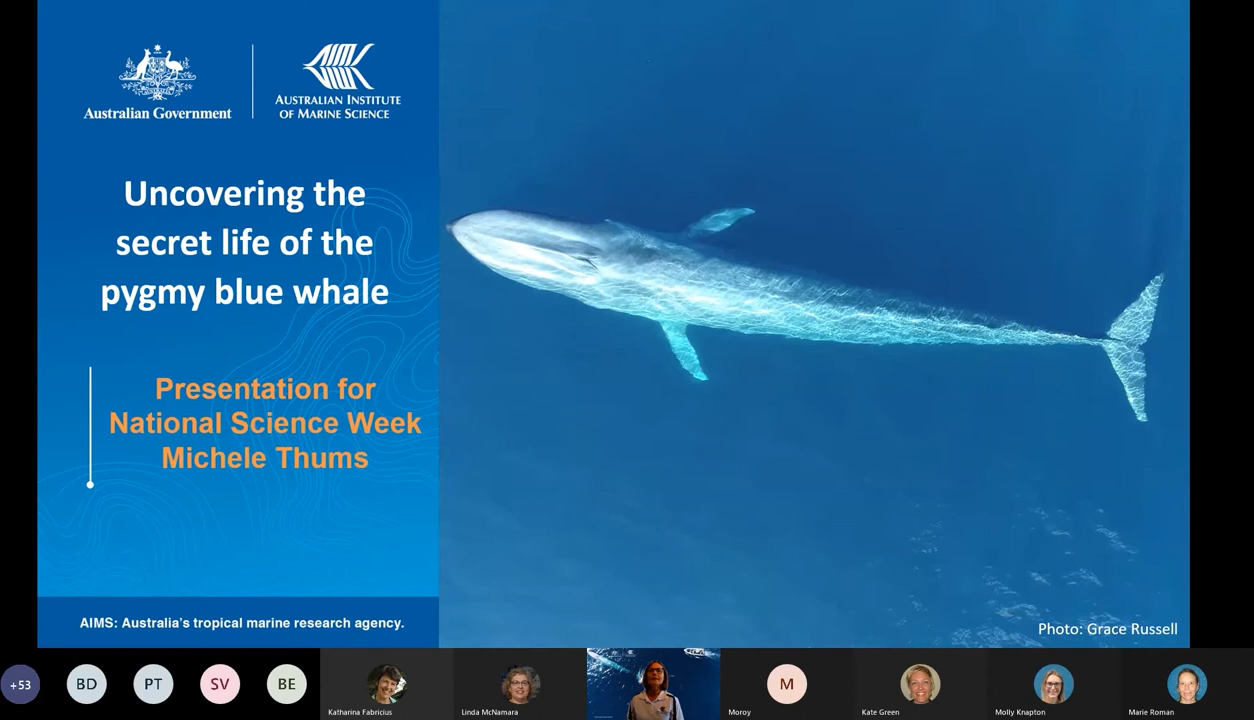 Australian Government
AIMS
AUSTRALIAN INSTITUTE
OF MARINE SCIENCE
Uncovering the
secret life of the
pygmy blue whale
Presentation for
National Science Week
Michele Thums
AIMS: Australia's tropical marine research agency.
Photo: Grace Russell
+53
BD
PT
SV
BE
Katharina Fabricius
Linda McNamara
M
Moroy
Kate Green
Molly Knapton
Marie Roman